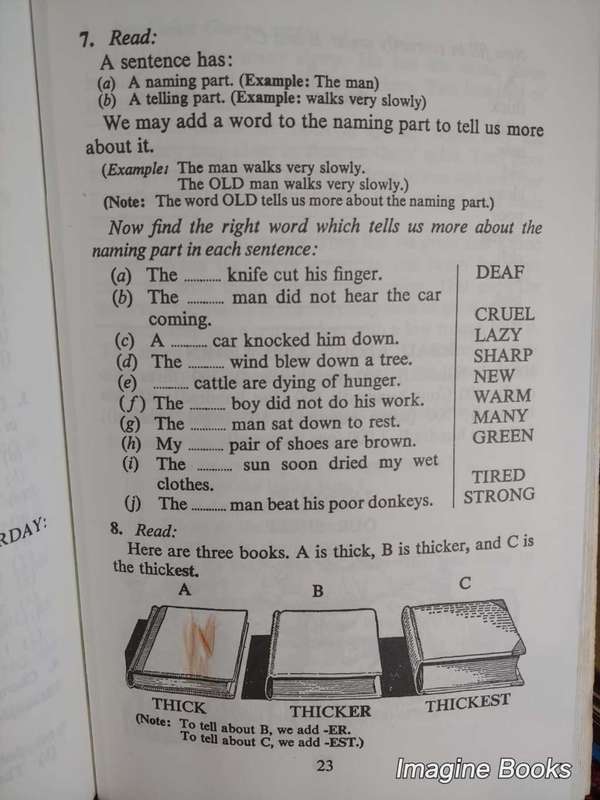 7. Read:
A sentence has:
(a) A naming part. (Example: The man)
(b) A telling part. (Example: walks very slowly)
We may add a word to the naming part to tell us more
about it.
(Example: The man walks very slowly.
The OLD man walks very slowly.)
(Note: The word OLD tells us more about the naming part.)
Now find the right word which tells us more about the
naming part in each sentence:
(a) The ............ knife cut his finger. DEAF
(b) The ............ man did not hear the car
coming. CRUEL
(c) A ............ car knocked him down. LAZY
(d) The ............ wind blew down a tree. SHARP
(e) ............ cattle are dying of hunger. NEW
(f) The ............ boy did not do his work. WARM
(g) The ............ man sat down to rest. MANY
(h) My ............ pair of shoes are brown. GREEN
(i) The ............ sun soon dried my wet
clothes. TIRED
(j) The ............ man beat his poor donkeys. STRONG
8. Read:
Here are three books. A is thick, B is thicker, and C is
the thickest.
A B C
THICK THICKER THICKEST
(Note: To tell about B, we add -ER.
To tell about C, we add -EST.)
23
RDAY:
Imagine Books